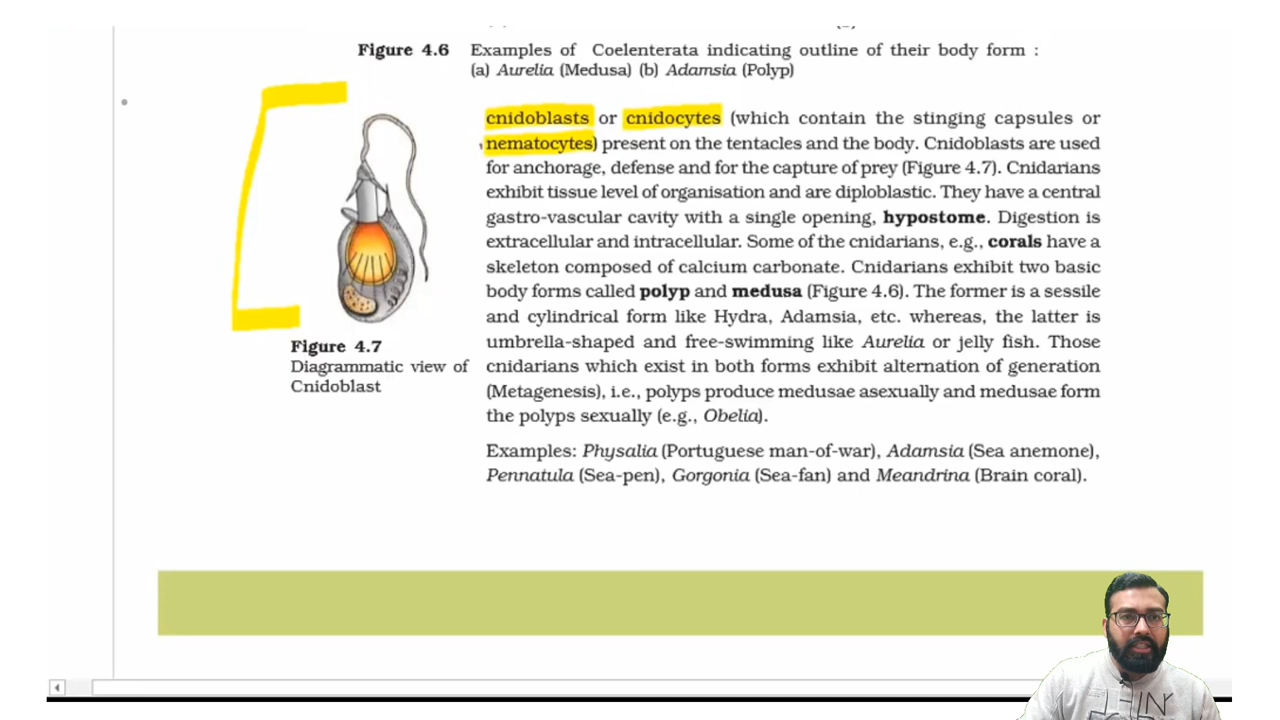 Figure 4.6 Examples of Coelenterata indicating outline of their body form :
(a) Aurelia (Medusa) (b) Adamsia (Polyp)
cnidoblasts or cnidocytes (which contain the stinging capsules or
nematocytes) present on the tentacles and the body. Cnidoblasts are used
for anchorage, defense and for the capture of prey (Figure 4.7). Cnidarians
exhibit tissue level of organisation and are diploblastic. They have a central
gastro-vascular cavity with a single opening, hypostome. Digestion is
extracellular and intracellular. Some of the cnidarians, e.g., corals have a
skeleton composed of calcium carbonate. Cnidarians exhibit two basic
body forms called polyp and medusa (Figure 4.6). The former is a sessile
and cylindrical form like Hydra, Adamsia, etc. whereas, the latter is
umbrella-shaped and free-swimming like Aurelia or jelly fish. Those
cnidarians which exist in both forms exhibit alternation of generation
(Metagenesis), i.e., polyps produce medusae asexually and medusae form
the polyps sexually (e.g., Obelia).
Figure 4.7
Diagrammatic view of
Cnidoblast
Examples: Physalia (Portuguese man-of-war), Adamsia (Sea anemone),
Pennatula (Sea-pen), Gorgonia (Sea-fan) and Meandrina (Brain coral).